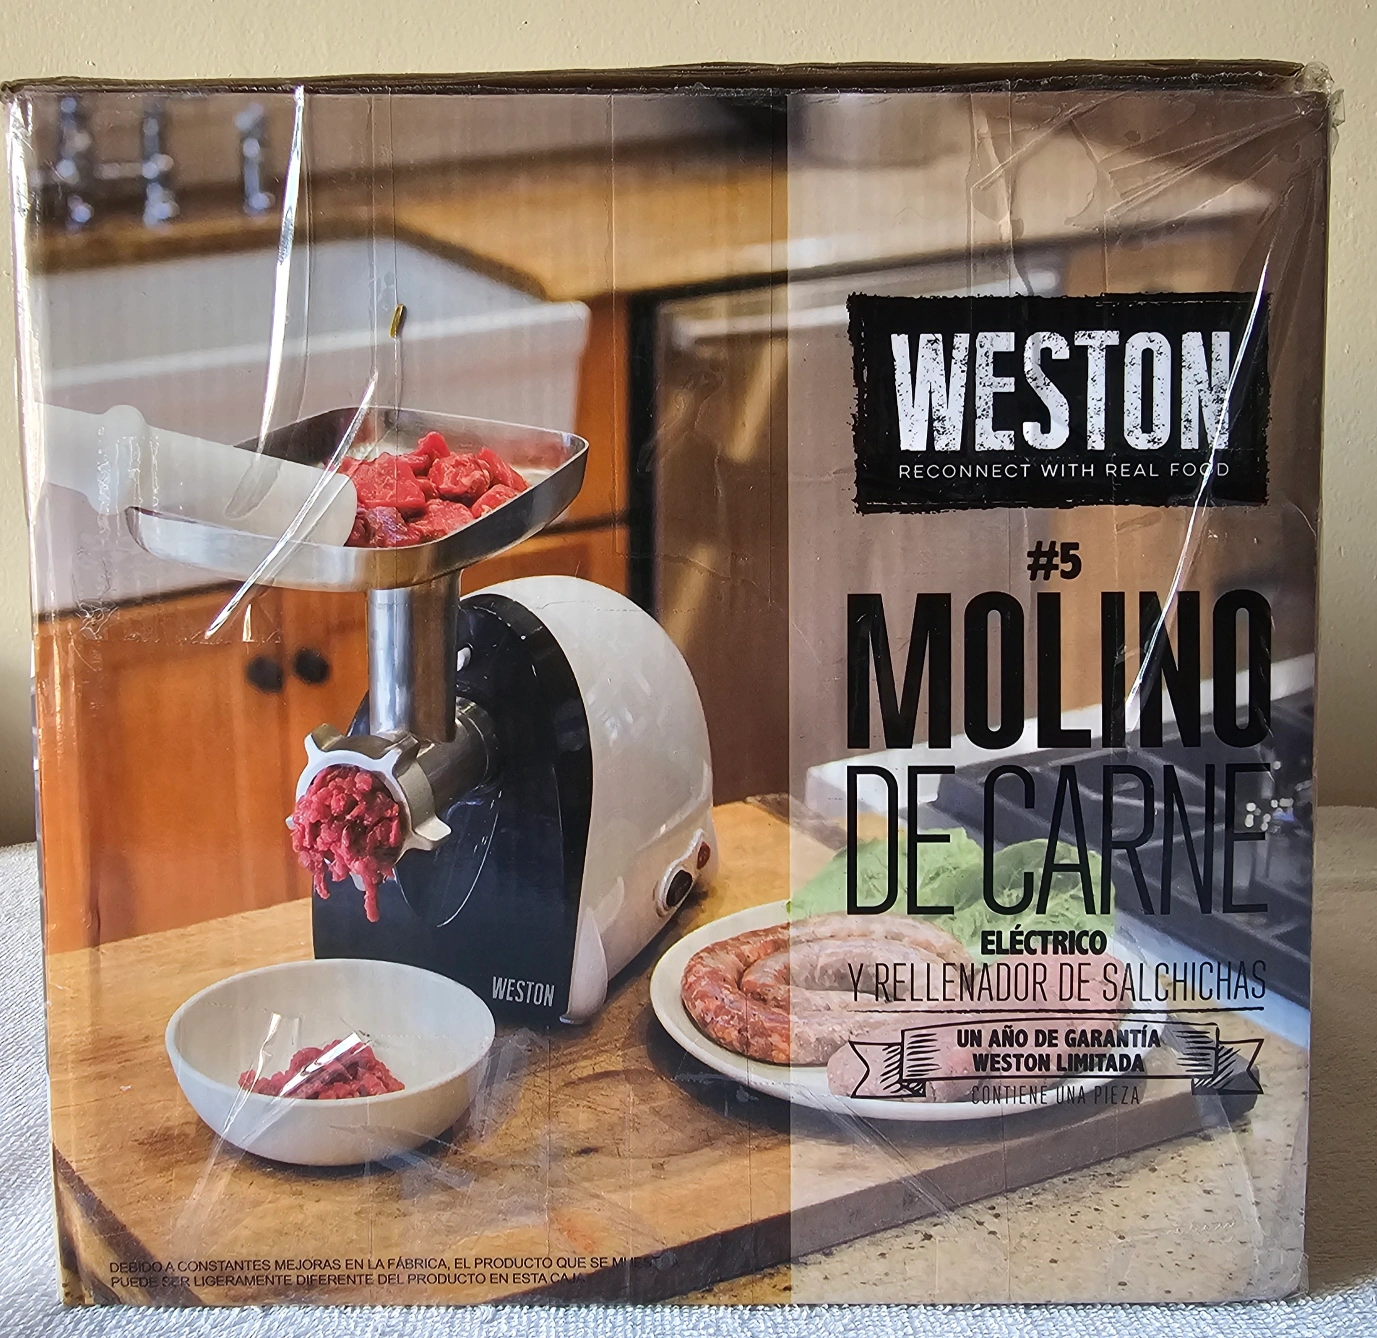 WESTON
RECONNECT WITH REAL FOOD
#5
MOLINO
DE CARNE
ELÉCTRICO
Y RELLENADOR DE SALCHICHAS
UN AÑO DE GARANTÍA
WESTON LIMITADA
CONTIENE UNA PIEZA
WESTON
DEBIDO A CONSTANTES MEJORAS EN LA FÁBRICA, EL PRODUCTO QUE SE
PUEDE SER LIGERAMENTE DIFERENTE DEL PRODUCTO EN ESTA CAJA